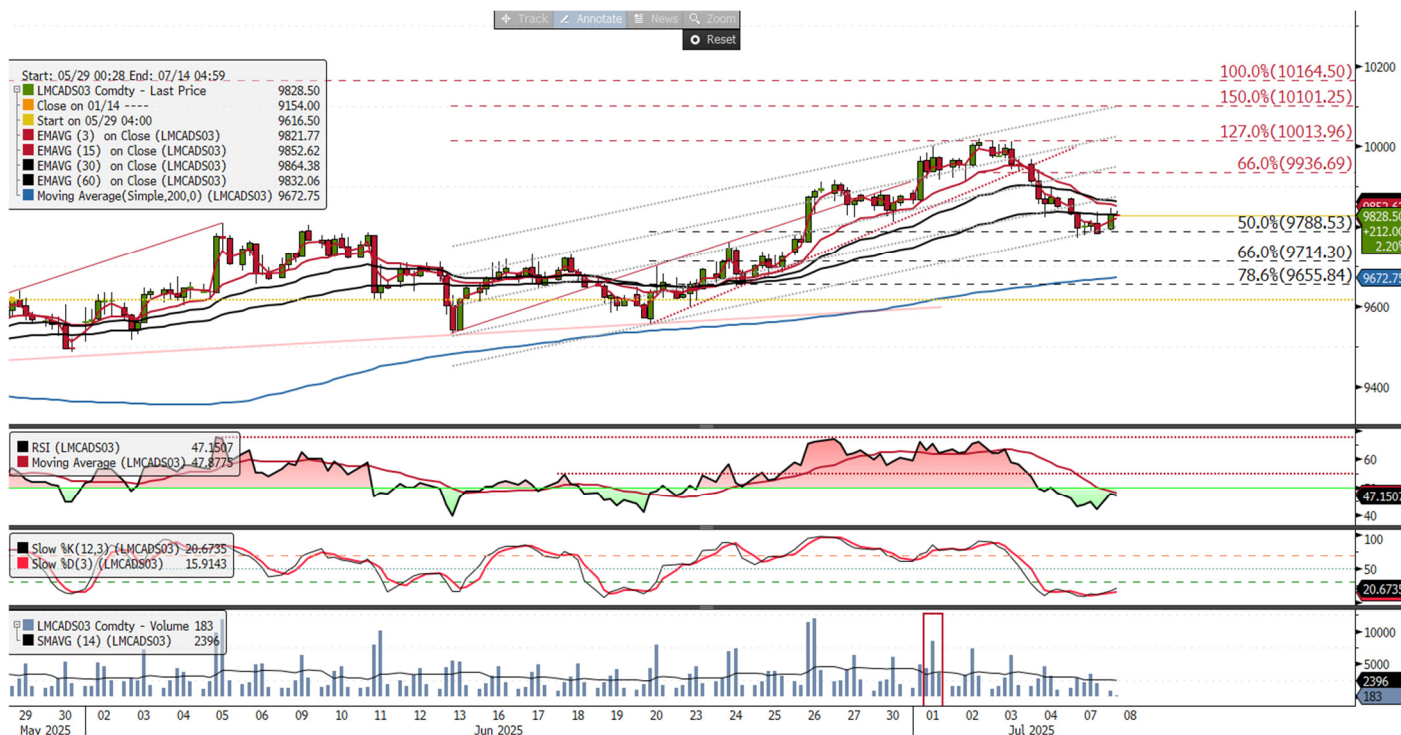 Track Annotate News Zoom
Reset
Start: 05/29 00:28 End: 07/14 04:59
LMCADS03 Comdty - Last Price 9828.50
Close on 01/14 ---- 9154.00
Start on 05/29 04:00 9616.50
EMAVG (3) on Close (LMCADS03) 9821.77
EMAVG (15) on Close (LMCADS03) 9852.62
EMAVG (30) on Close (LMCADS03) 9864.38
EMAVG (60) on Close (LMCADS03) 9832.06
Moving Average(Simple,200,0) (LMCADS03) 9672.75
100.0%(10164.50)
150.0%(10101.25)
127.0%(10013.96)
66.0%(9936.69)
50.0%(9788.53)
66.0%(9714.30)
78.6%(9655.84)
10200
10000
9852.62
9828.50
+212.00
2.20%
9672.75
9600
9400
RSI (LMCADS03) 47.1507
Moving Average (LMCADS03) 47.8775
60
47.1507
40
Slow %K(12,3) (LMCADS03) 20.6735
Slow %D(3) (LMCADS03) 15.9143
100
50
20.6735
LMCADS03 Comdty - Volume 183
SMAVG (14) (LMCADS03) 2396
10000
5000
2396
183
29 30 02 03 04 05 06 09 10 11 12 13 16 17 18 19 20 23 24 25 26 27 30 01 02 03 04 07 08
May 2025 Jun 2025 Jul 2025